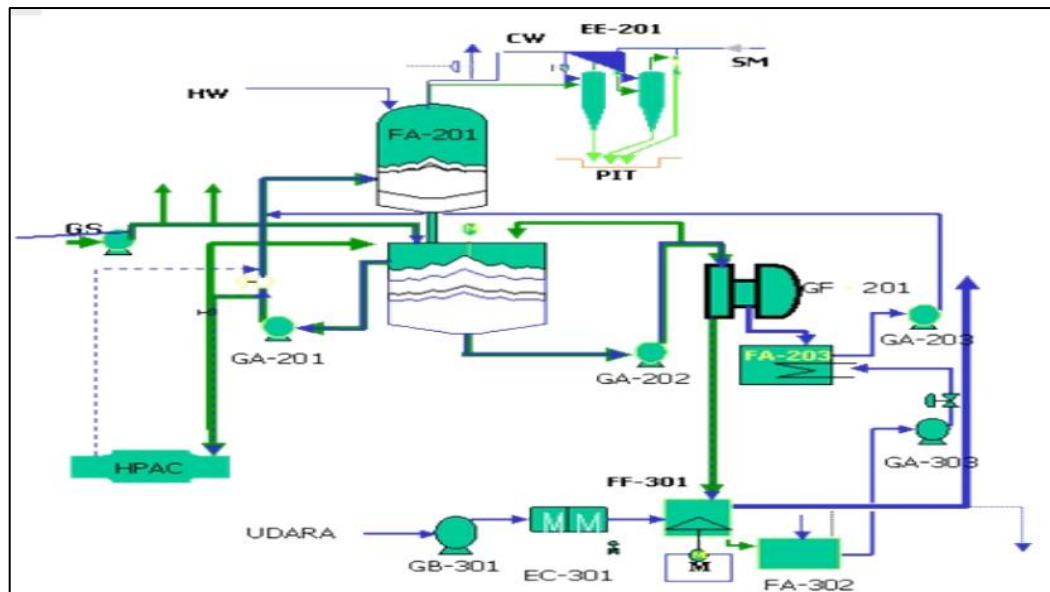 EE-201
CW
SM
HW
FA-201
PIT
GS
GF - 201
GA-203
GA-201
GA-202
FA-203
HPAC
GA-303
FF-301
UDARA
M M
GB-301
EC-301
M
FA-302